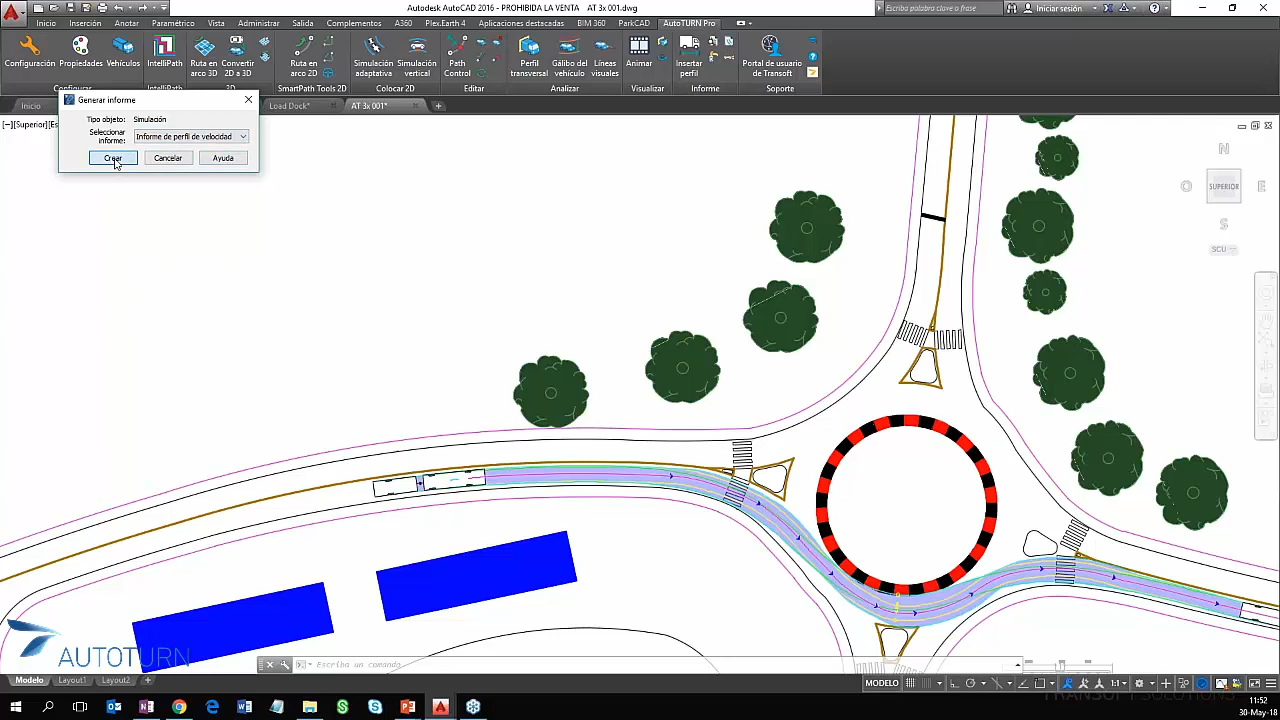 Autodesk AutoCAD 2016 - PROHIBIDA LA VENTA AT 3x 001.dwg
Escriba palabra clave o frase
Iniciar sesión
Inicio Inserción Anotar Paramétrico Vista Administrar Salida Complementos A360 Plex.Earth 4 Aplicaciones destacadas BIM 360 ParkCAD AutoTURN Pro
Configuración Propiedades Vehículos IntelliPath Ruta en arco 3D Convertir 2D a 3D Ruta en arco 2D Simulación adaptativa Simulación vertical Path Control Perfil transversal Gálibo del vehículo Líneas visuales Animar Insertar perfil Portal de usuario de Transoft
Configurar IntelliPath SmartPath Tools 2D Colocar 2D Editar Analizar Visualizar Informe Soporte
Inicio Load Dock* AT 3X 001*
Generar informe
Tipo objeto: Simulación
Seleccionar informe: Informe de perfil de velocidad
Crear Cancelar Ayuda
[−][Superior]
N
O SUPERIOR E
S
SCU
AUTOTURN
Escriba un comando
TRANSOFT SOLUTIONS
Modelo Layout1 Layout2
MODELO
1:1
11:52
30-May-18